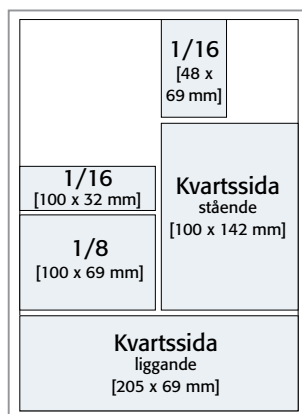 1/16
[48 x
69 mm]
1/16
[100 x 32 mm]
Kvartssida
stående
[100 x 142 mm]
1/8
[100 x 69 mm]
Kvartssida
liggande
[205 x 69 mm]